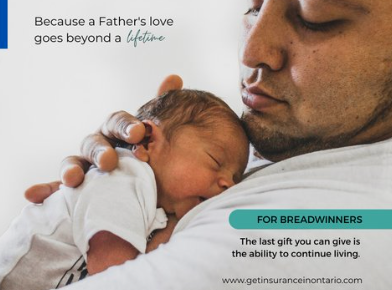 Because a Father's love
goes beyond a lifetime
FOR BREADWINNERS
The last gift you can give is
the ability to continue living.
www.getinsuranceinontario.com